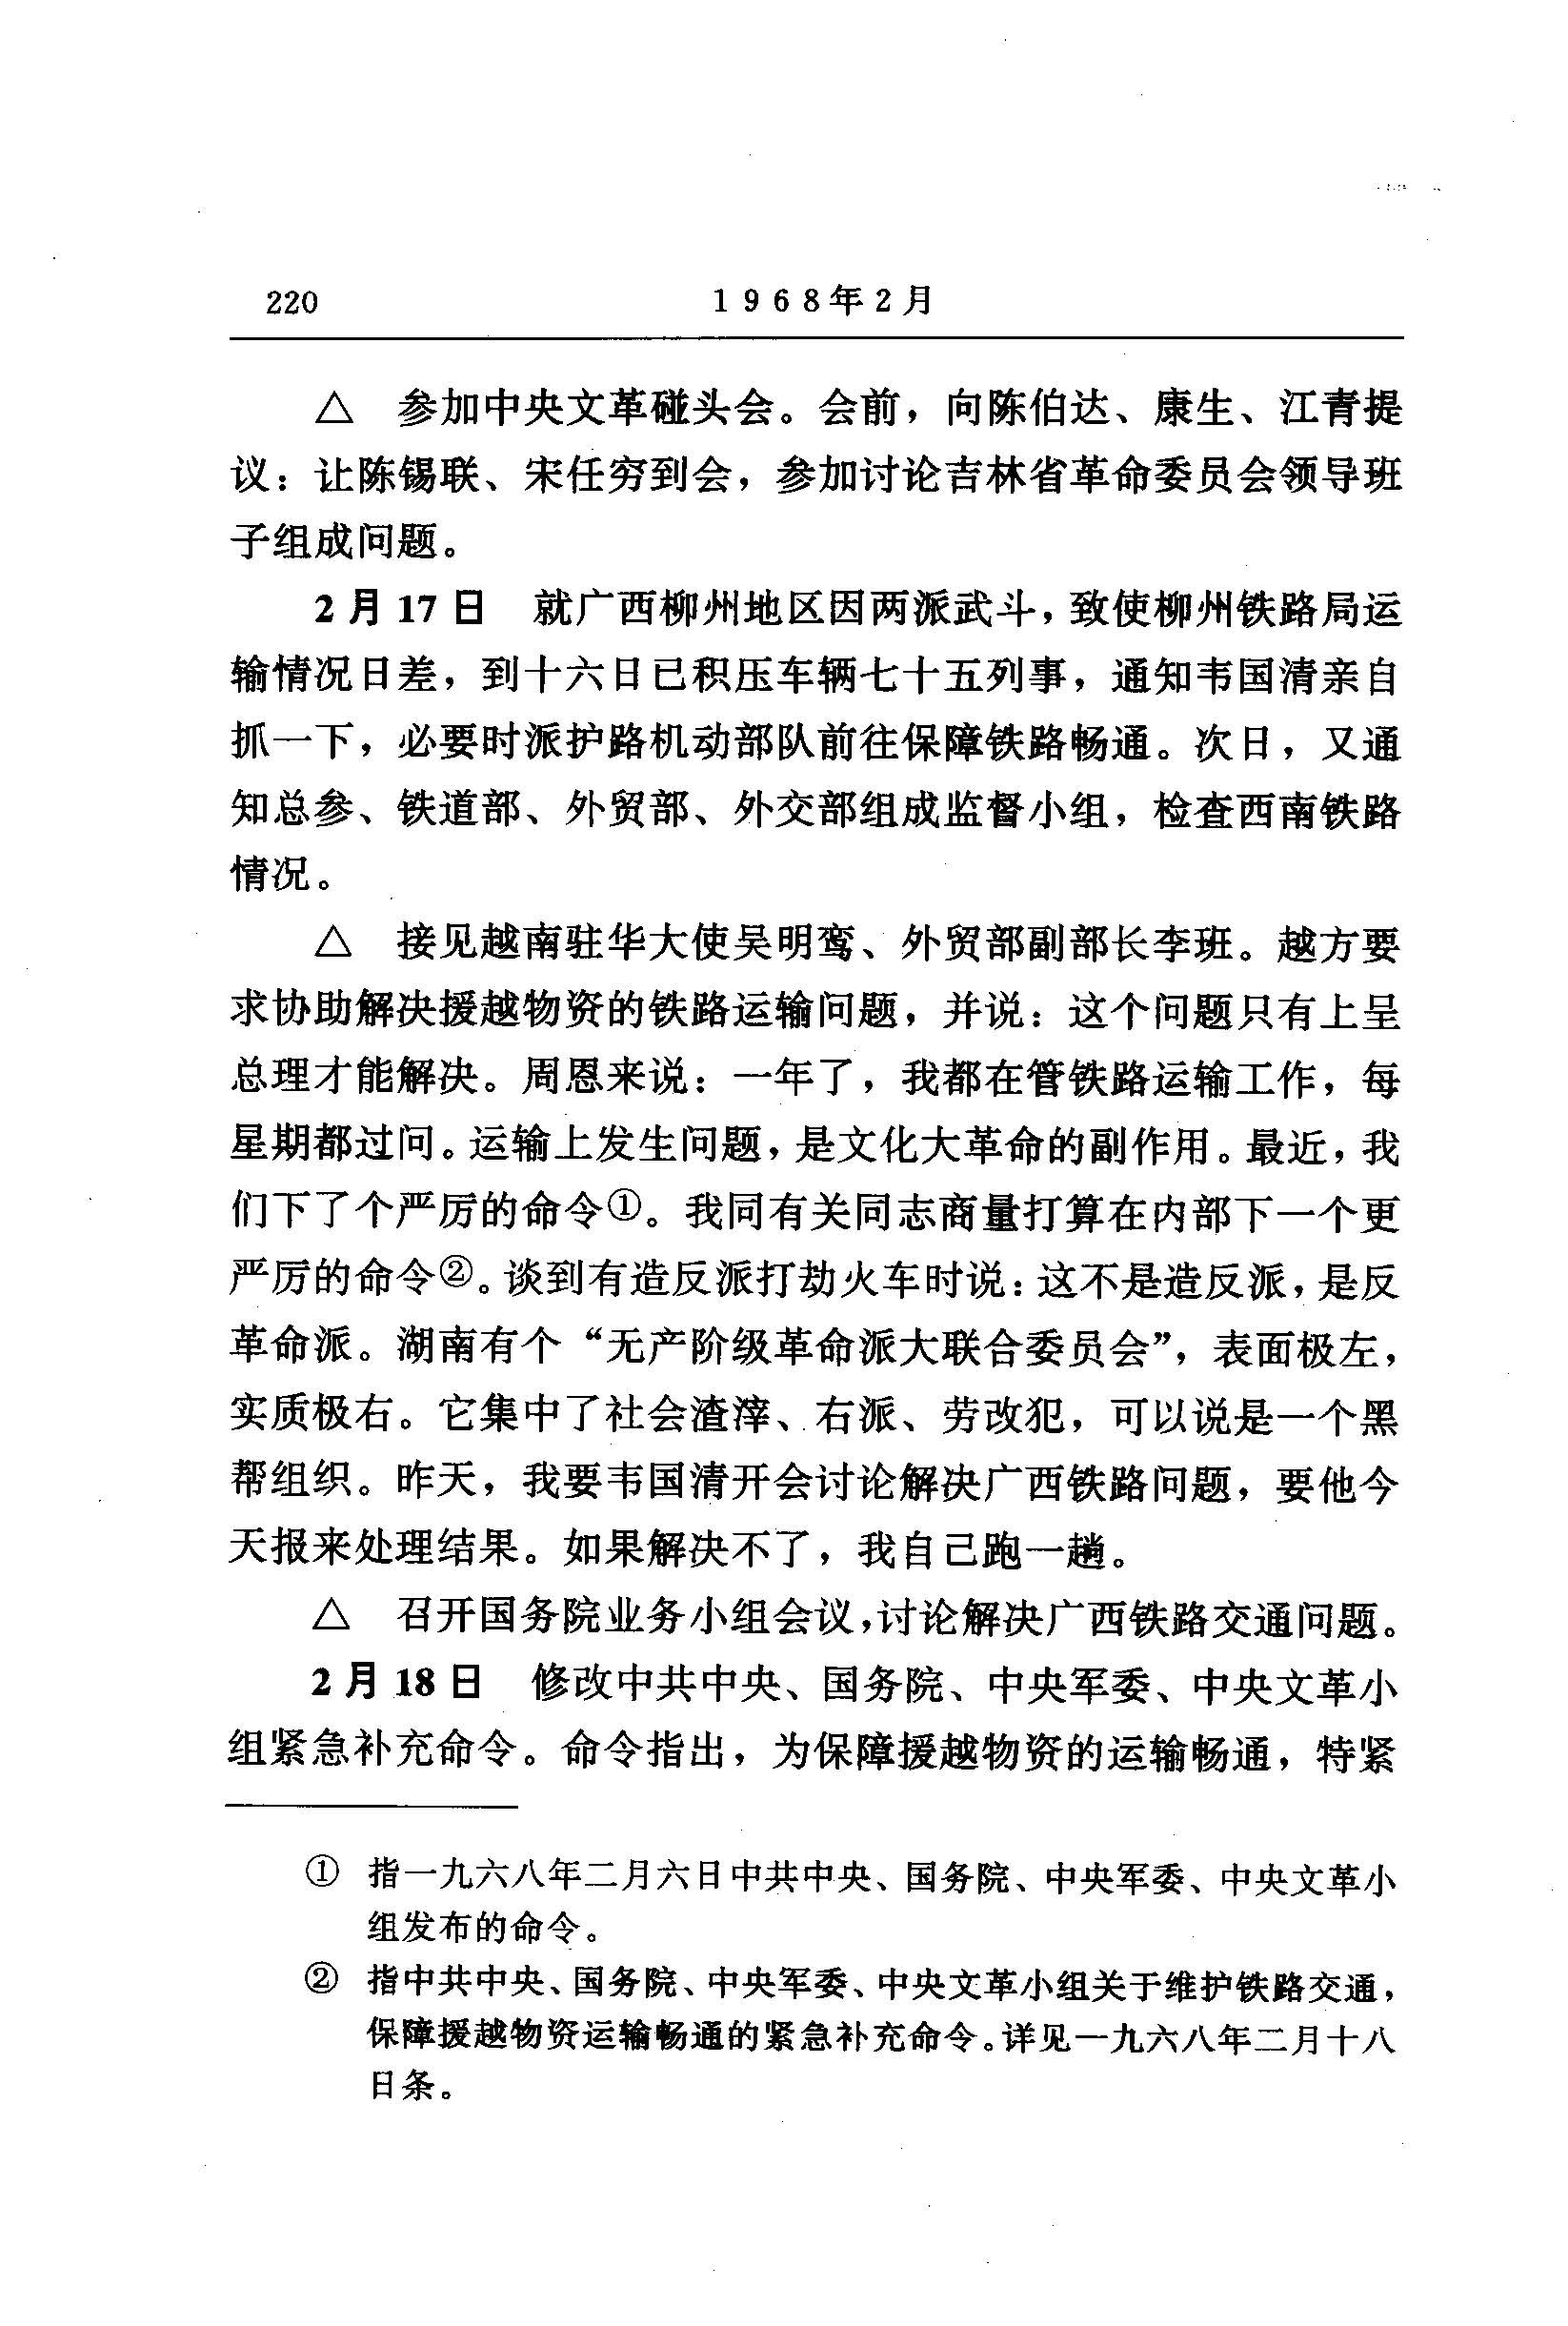 220 1968年2月
△ 参加中央文革碰头会。会前，向陈伯达、康生、江青提
议：让陈锡联、宋任穷到会，参加讨论吉林省革命委员会领导班
子组成问题。
2月17日 就广西柳州地区因两派武斗，致使柳州铁路局运
输情况日差，到十六日已积压车辆七十五列事，通知韦国清亲自
抓一下，必要时派护路机动部队前往保障铁路畅通。次日，又通
知总参、铁道部、外贸部、外交部组成监督小组，检查西南铁路
情况。
△ 接见越南驻华大使吴明鸾、外贸部副部长李班。越方要
求协助解决援越物资的铁路运输问题，并说：这个问题只有上呈
总理才能解决。周恩来说：一年了，我都在管铁路运输工作，每
星期都过问。运输上发生问题，是文化大革命的副作用。最近，我
们下了个严厉的命令①。我同有关同志商量打算在内部下一个更
严厉的命令②。谈到有造反派打劫火车时说：这不是造反派，是反
革命派。湖南有个“无产阶级革命派大联合委员会”，表面极左，
实质极右。它集中了社会渣滓、右派、劳改犯，可以说是一个黑
帮组织。昨天，我要韦国清开会讨论解决广西铁路问题，要他今
天报来处理结果。如果解决不了，我自己跑一趟。
△ 召开国务院业务小组会议，讨论解决广西铁路交通问题。
2月18日 修改中共中央、国务院、中央军委、中央文革小
组紧急补充命令。命令指出，为保障援越物资的运输畅通，特紧
① 指一九六八年二月六日中共中央、国务院、中央军委、中央文革小
组发布的命令。
② 指中共中央、国务院、中央军委、中央文革小组关于维护铁路交通，
保障援越物资运输畅通的紧急补充命令。详见一九六八年二月十八
日条。